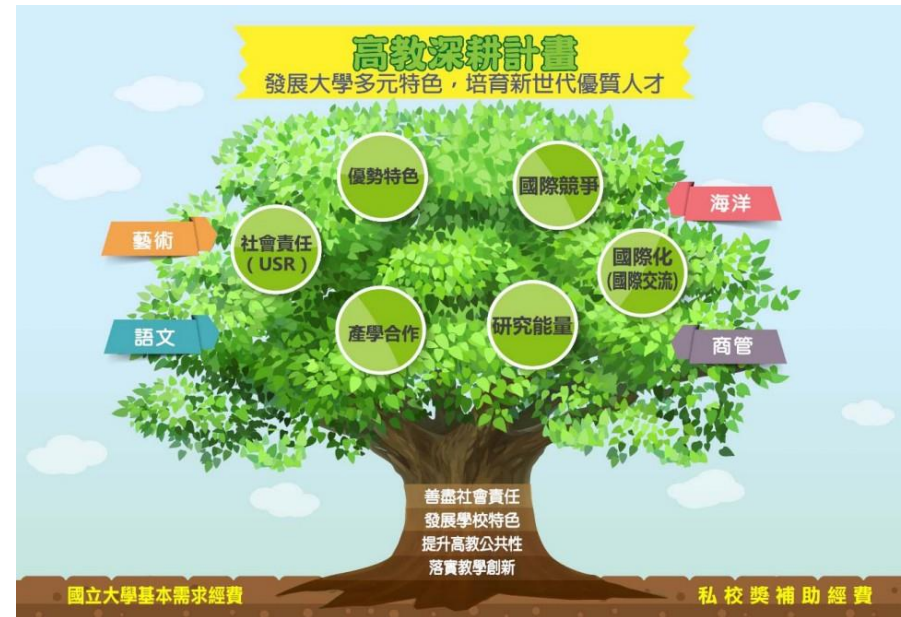 高教深耕計畫
發展大學多元特色，培育新世代優質人才
優勢特色
國際競爭
海洋
藝術
社會責任
（USR）
國際化
(國際交流)
語文
產學合作
研究能量
商管
善盡社會責任
發展學校特色
提升高教公共性
落實教學創新
國立大學基本需求經費
私校獎補助經費